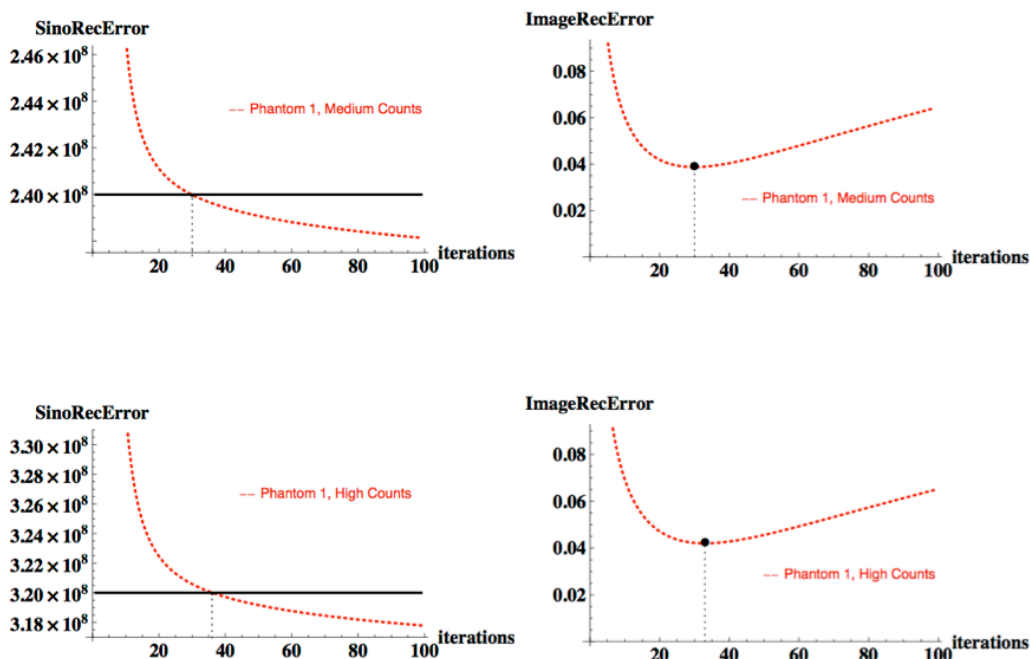 SinoRecError
2.46 × 10⁸
2.44 × 10⁸
2.42 × 10⁸
2.40 × 10⁸
-- Phantom 1, Medium Counts
20 40 60 80 100
iterations
ImageRecError
0.08
0.06
0.04
0.02
-- Phantom 1, Medium Counts
20 40 60 80 100
iterations
SinoRecError
3.30 × 10⁸
3.28 × 10⁸
3.26 × 10⁸
3.24 × 10⁸
3.22 × 10⁸
3.20 × 10⁸
3.18 × 10⁸
-- Phantom 1, High Counts
20 40 60 80 100
iterations
ImageRecError
0.08
0.06
0.04
0.02
-- Phantom 1, High Counts
20 40 60 80 100
iterations